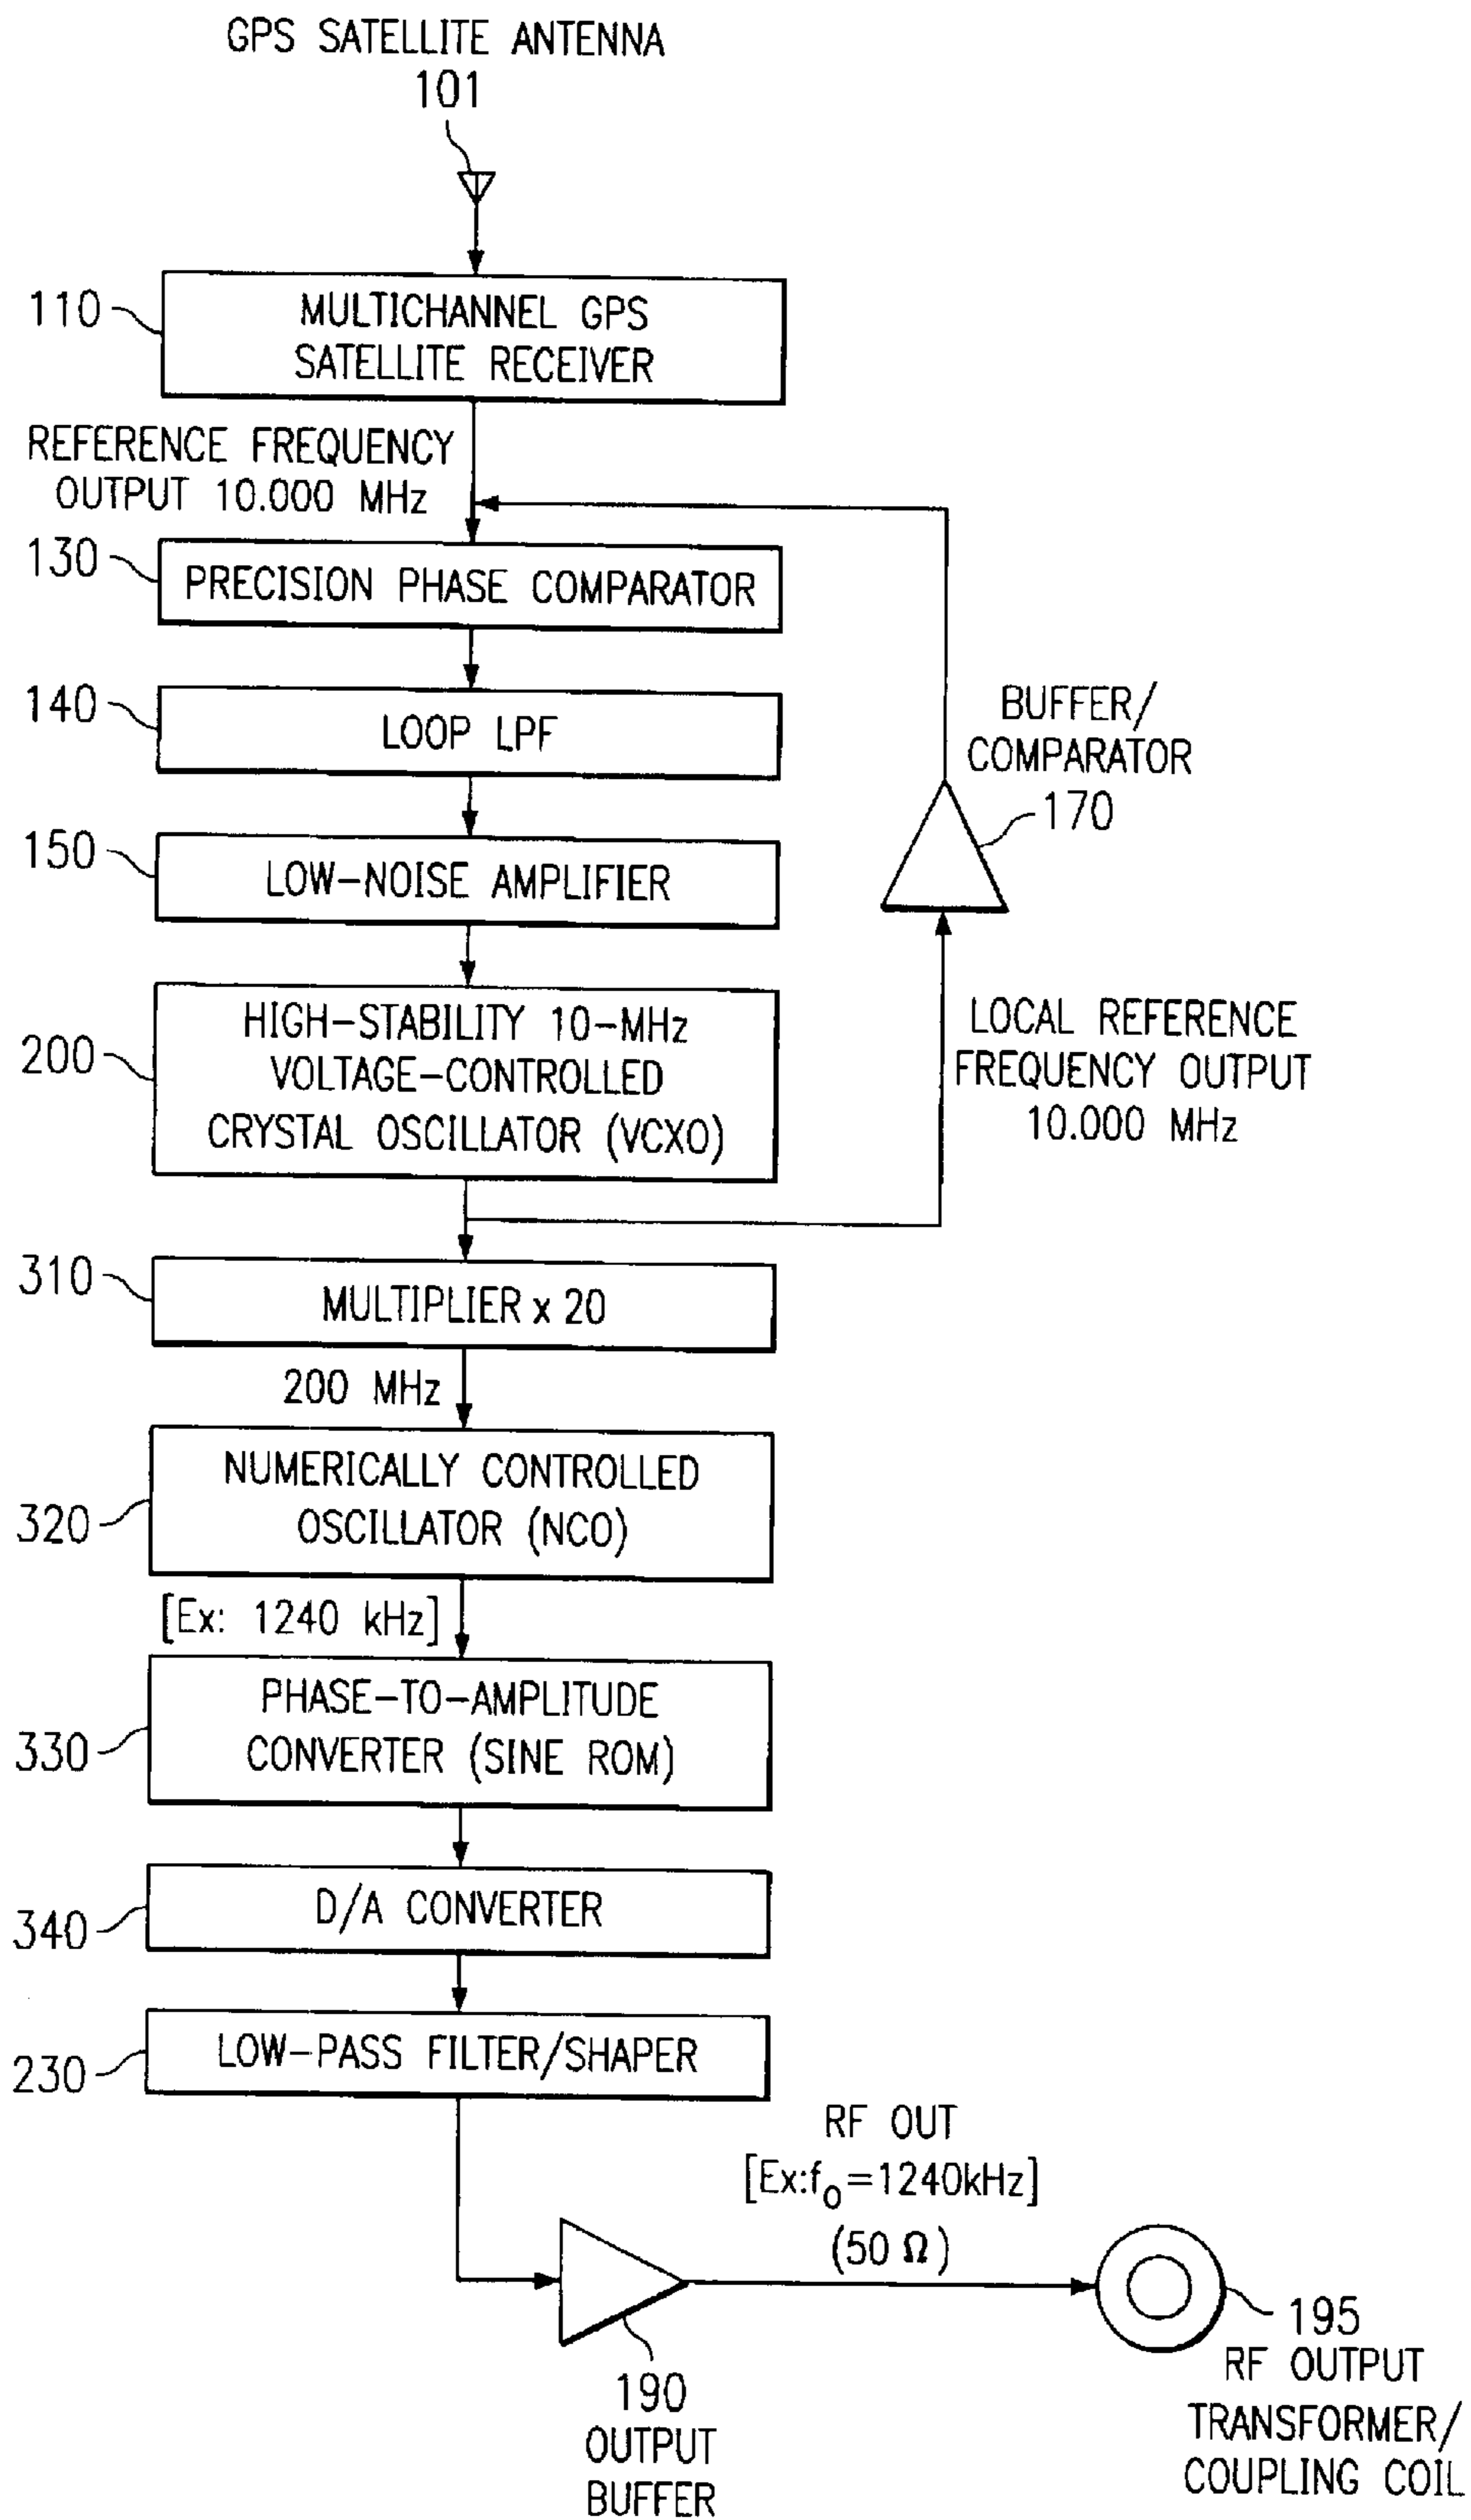 GPS SATELLITE ANTENNA
101
110
MULTICHANNEL GPS
SATELLITE RECEIVER
REFERENCE FREQUENCY
OUTPUT 10.000 MHz
130
PRECISION PHASE COMPARATOR
140
LOOP LPF
BUFFER/
COMPARATOR
170
150
LOW-NOISE AMPLIFIER
200
HIGH-STABILITY 10-MHz
VOLTAGE-CONTROLLED
CRYSTAL OSCILLATOR (VCXO)
LOCAL REFERENCE
FREQUENCY OUTPUT
10.000 MHz
310
MULTIPLIER x 20
200 MHz
320
NUMERICALLY CONTROLLED
OSCILLATOR (NCO)
[Ex: 1240 kHz]
330
PHASE-TO-AMPLITUDE
CONVERTER (SINE ROM)
340
D/A CONVERTER
230
LOW-PASS FILTER/SHAPER
RF OUT
[Ex:fo=1240kHz]
(50 Ω)
190
OUTPUT
BUFFER
195
RF OUTPUT
TRANSFORMER/
COUPLING COIL